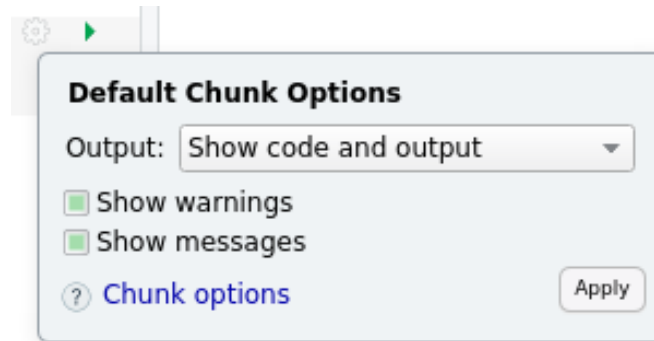 Default Chunk Options
Output: Show code and output
Show warnings
Show messages
? Chunk options Apply